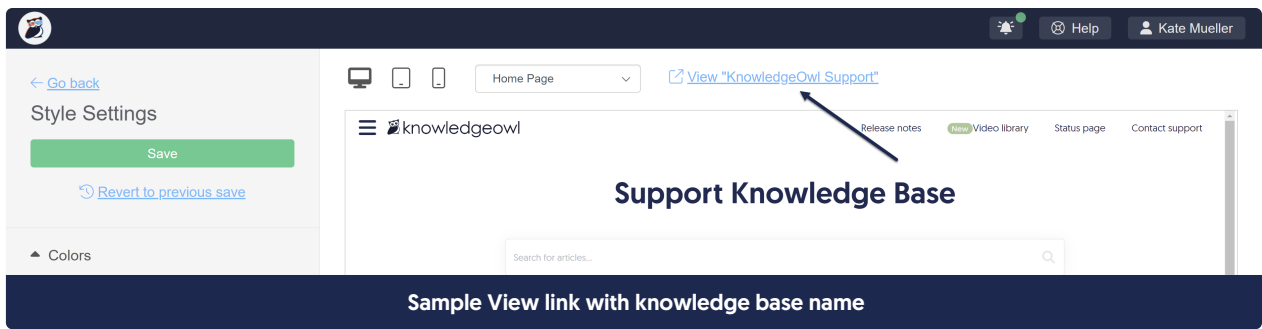 Help
Kate Mueller
Go back
Style Settings
Save
Revert to previous save
Colors
Home Page
View "KnowledgeOwl Support"
knowledgeowl
Release notes
New Video library
Status page
Contact support
Support Knowledge Base
Search for articles...
Sample View link with knowledge base name